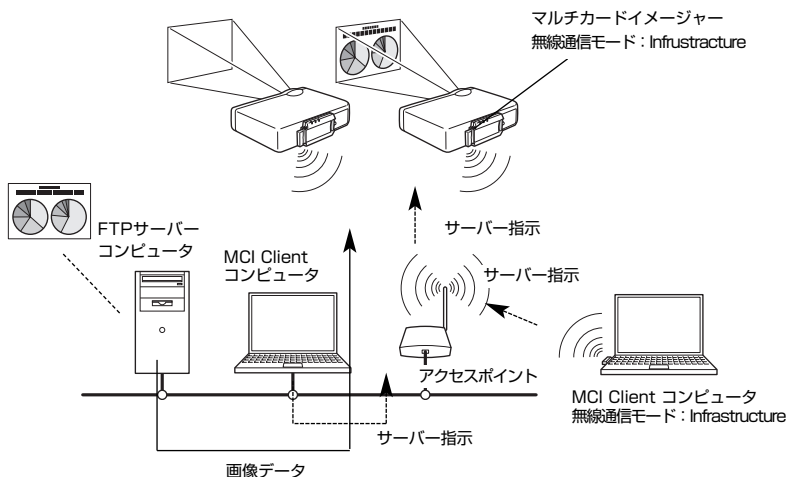 マルチカードイメージャー
無線通信モード：Infrustracture
サーバー指示
FTPサーバー
コンピュータ
MCI Client
コンピュータ
サーバー指示
アクセスポイント
MCI Client コンピュータ
無線通信モード：Infrastructure
サーバー指示
画像データ